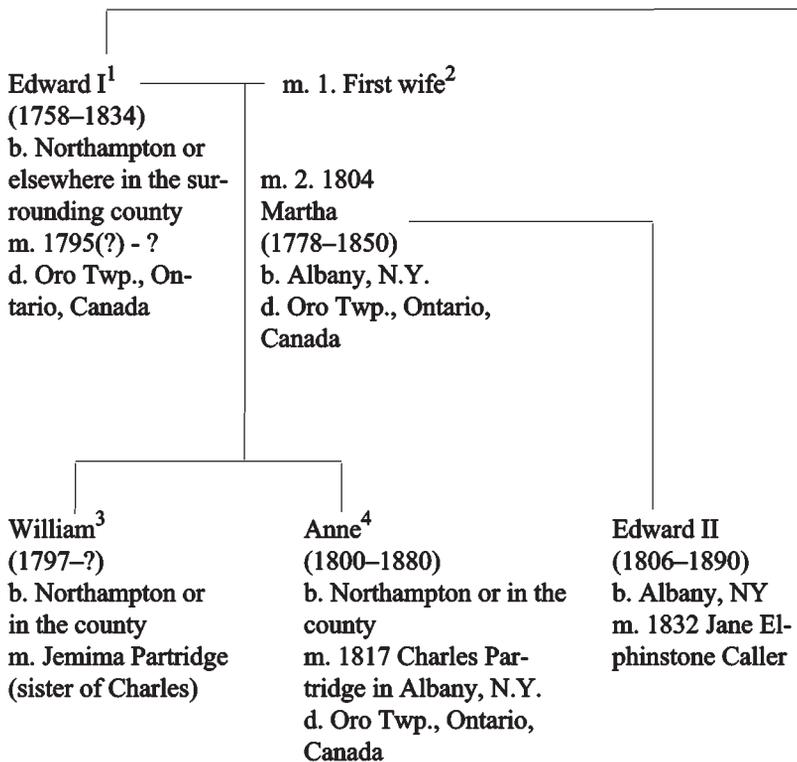 Edward I¹
(1758–1834)
b. Northampton or
elsewhere in the sur-
rounding county
m. 1795(?) - ?
d. Oro Twp., On-
tario, Canada
m. 1. First wife²
m. 2. 1804
Martha
(1778–1850)
b. Albany, N.Y.
d. Oro Twp., Ontario,
Canada
William³
(1797–?)
b. Northampton or
in the county
m. Jemima Partridge
(sister of Charles)
Anne⁴
(1800–1880)
b. Northampton or in the
county
m. 1817 Charles Par-
tridge in Albany, N.Y.
d. Oro Twp., Ontario,
Canada
Edward II
(1806–1890)
b. Albany, NY
m. 1832 Jane El-
phinstone Caller